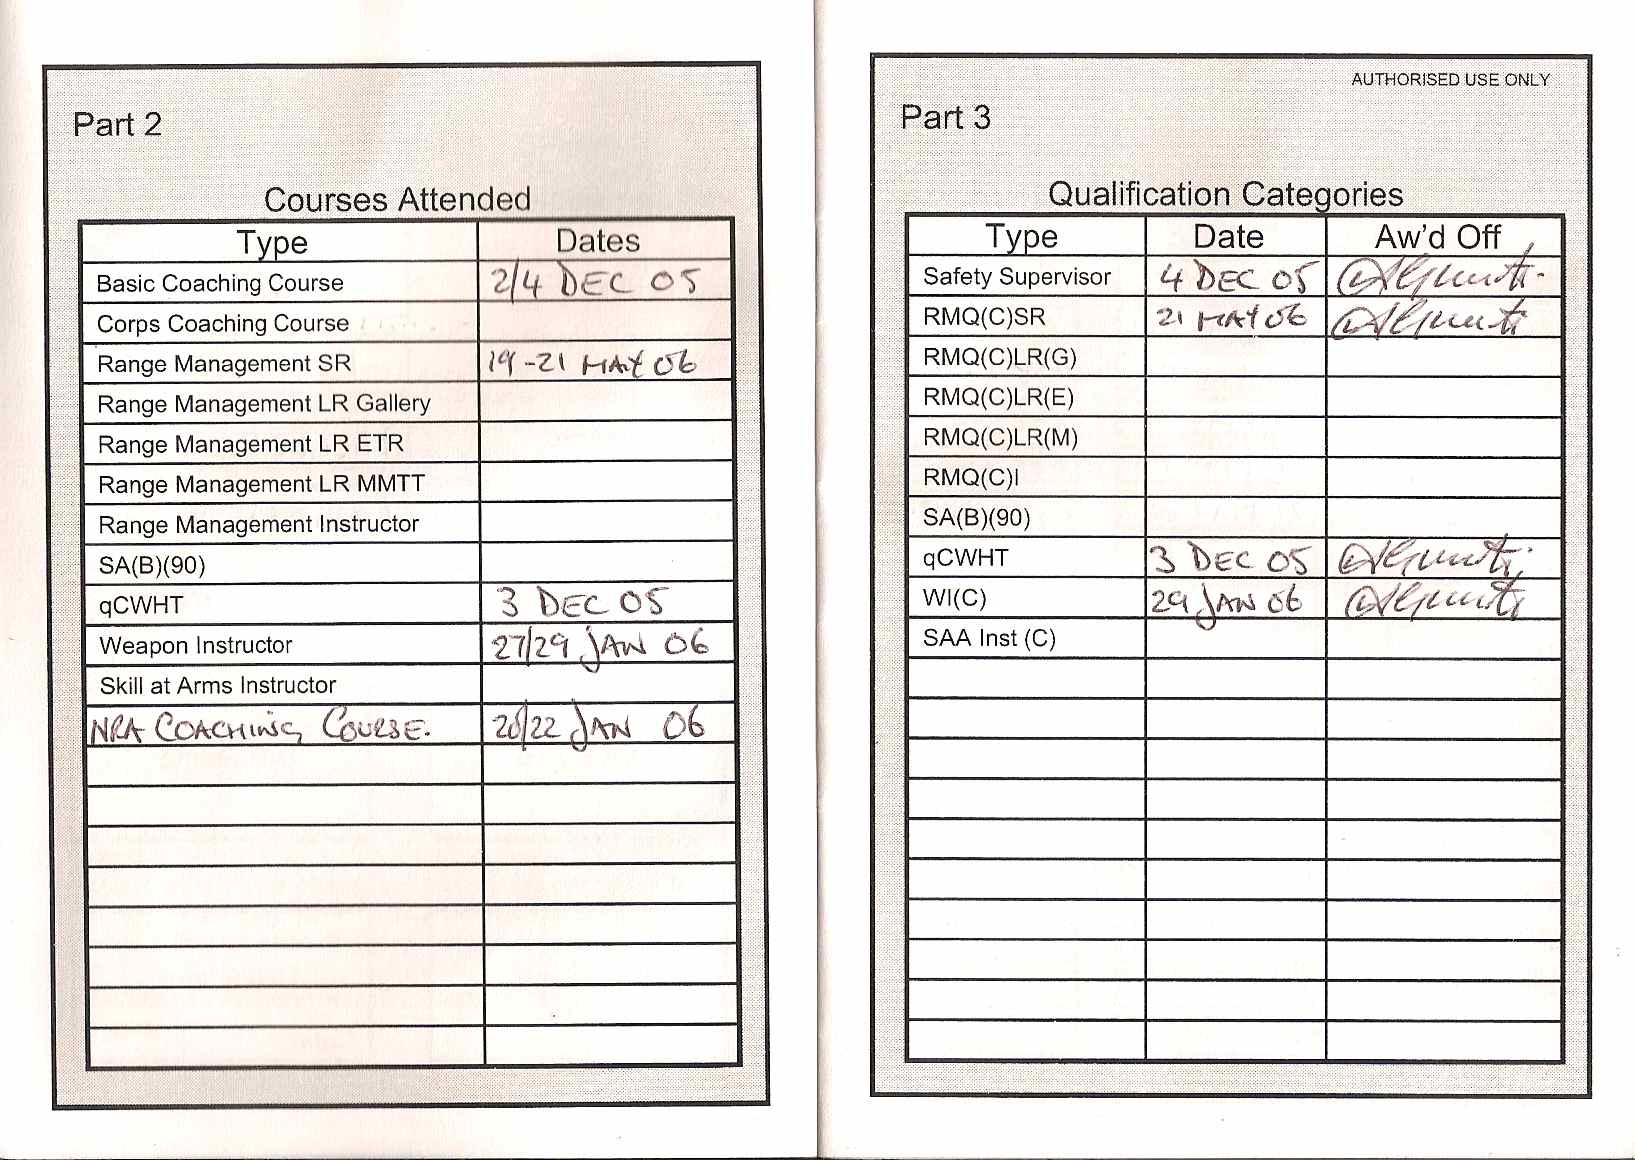 Part 2
Courses Attended
Type Dates
Basic Coaching Course 2/4 DEC 05
Corps Coaching Course
Range Management SR 19-21 MAY 06
Range Management LR Gallery
Range Management LR ETR
Range Management LR MMTT
Range Management Instructor
SA(B)(90)
qCWHT 3 DEC 05
Weapon Instructor 27/29 JAN 06
Skill at Arms Instructor
NRA COACHING COURSE. 20/22 JAN 06
AUTHORISED USE ONLY
Part 3
Qualification Categories
Type Date Aw'd Off
Safety Supervisor 4 DEC 05
RMQ(C)SR 21 MAY 06
RMQ(C)LR(G)
RMQ(C)LR(E)
RMQ(C)LR(M)
RMQ(C)I
SA(B)(90)
qCWHT 3 DEC 05
WI(C) 29 JAN 06
SAA Inst (C)